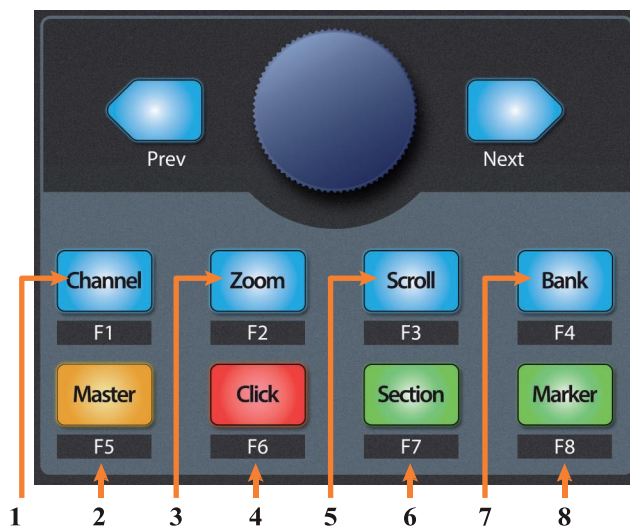 Prev Next
Channel Zoom Scroll Bank
F1 F2 F3 F4
Master Click Section Marker
F5 F6 F7 F8
1 2 3 4 5 6 7 8